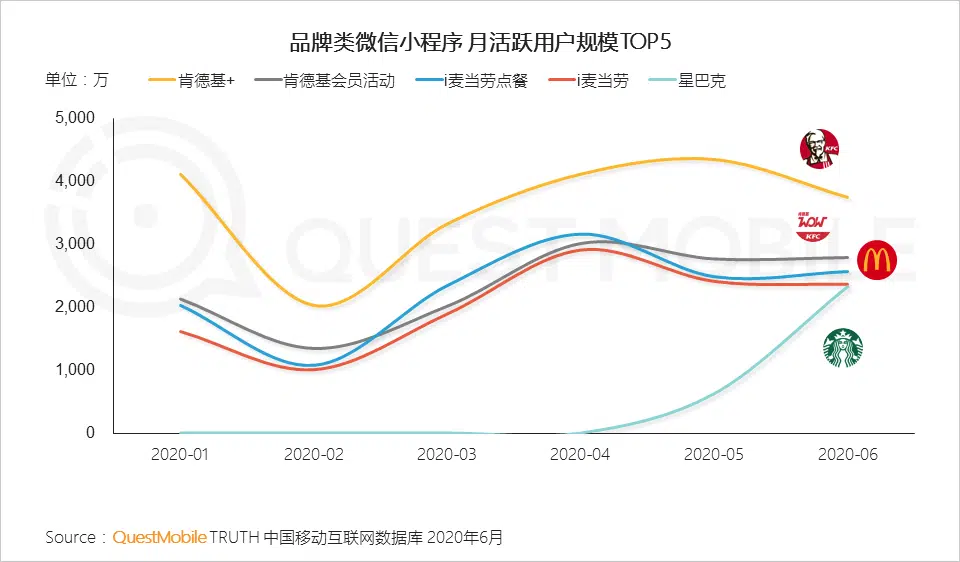 品牌类微信小程序 月活跃用户规模TOP5
单位：万 肯德基+ 肯德基会员活动 i麦当劳点餐 i麦当劳 星巴克
5,000
4,000
3,000
2,000
1,000
0
KFC
WOW
KFC
QUEST MOBILE
2020-01 2020-02 2020-03 2020-04 2020-05 2020-06
Source：QuestMobile TRUTH 中国移动互联网数据库 2020年6月